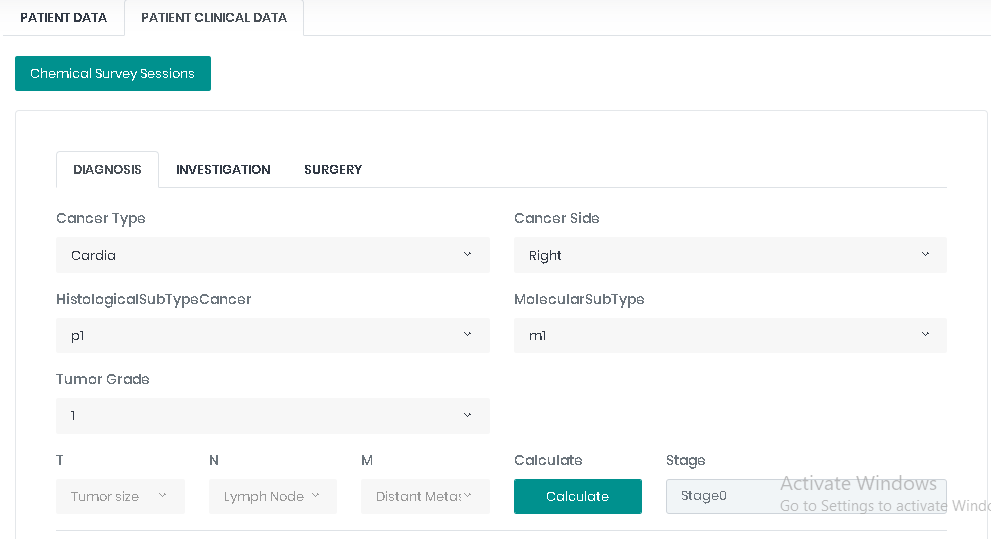 PATIENT DATA PATIENT CLINICAL DATA
Chemical Survey Sessions
DIAGNOSIS INVESTIGATION SURGERY
Cancer Type Cancer Side
Cardia Right
HistologicalSubTypeCancer MolecularSubType
p1 m1
Tumor Grade
1
T N M Calculate Stage
Tumor size Lymph Node Distant Metas Calculate Stage0
Activate Windows
Go to Settings to activate Windo